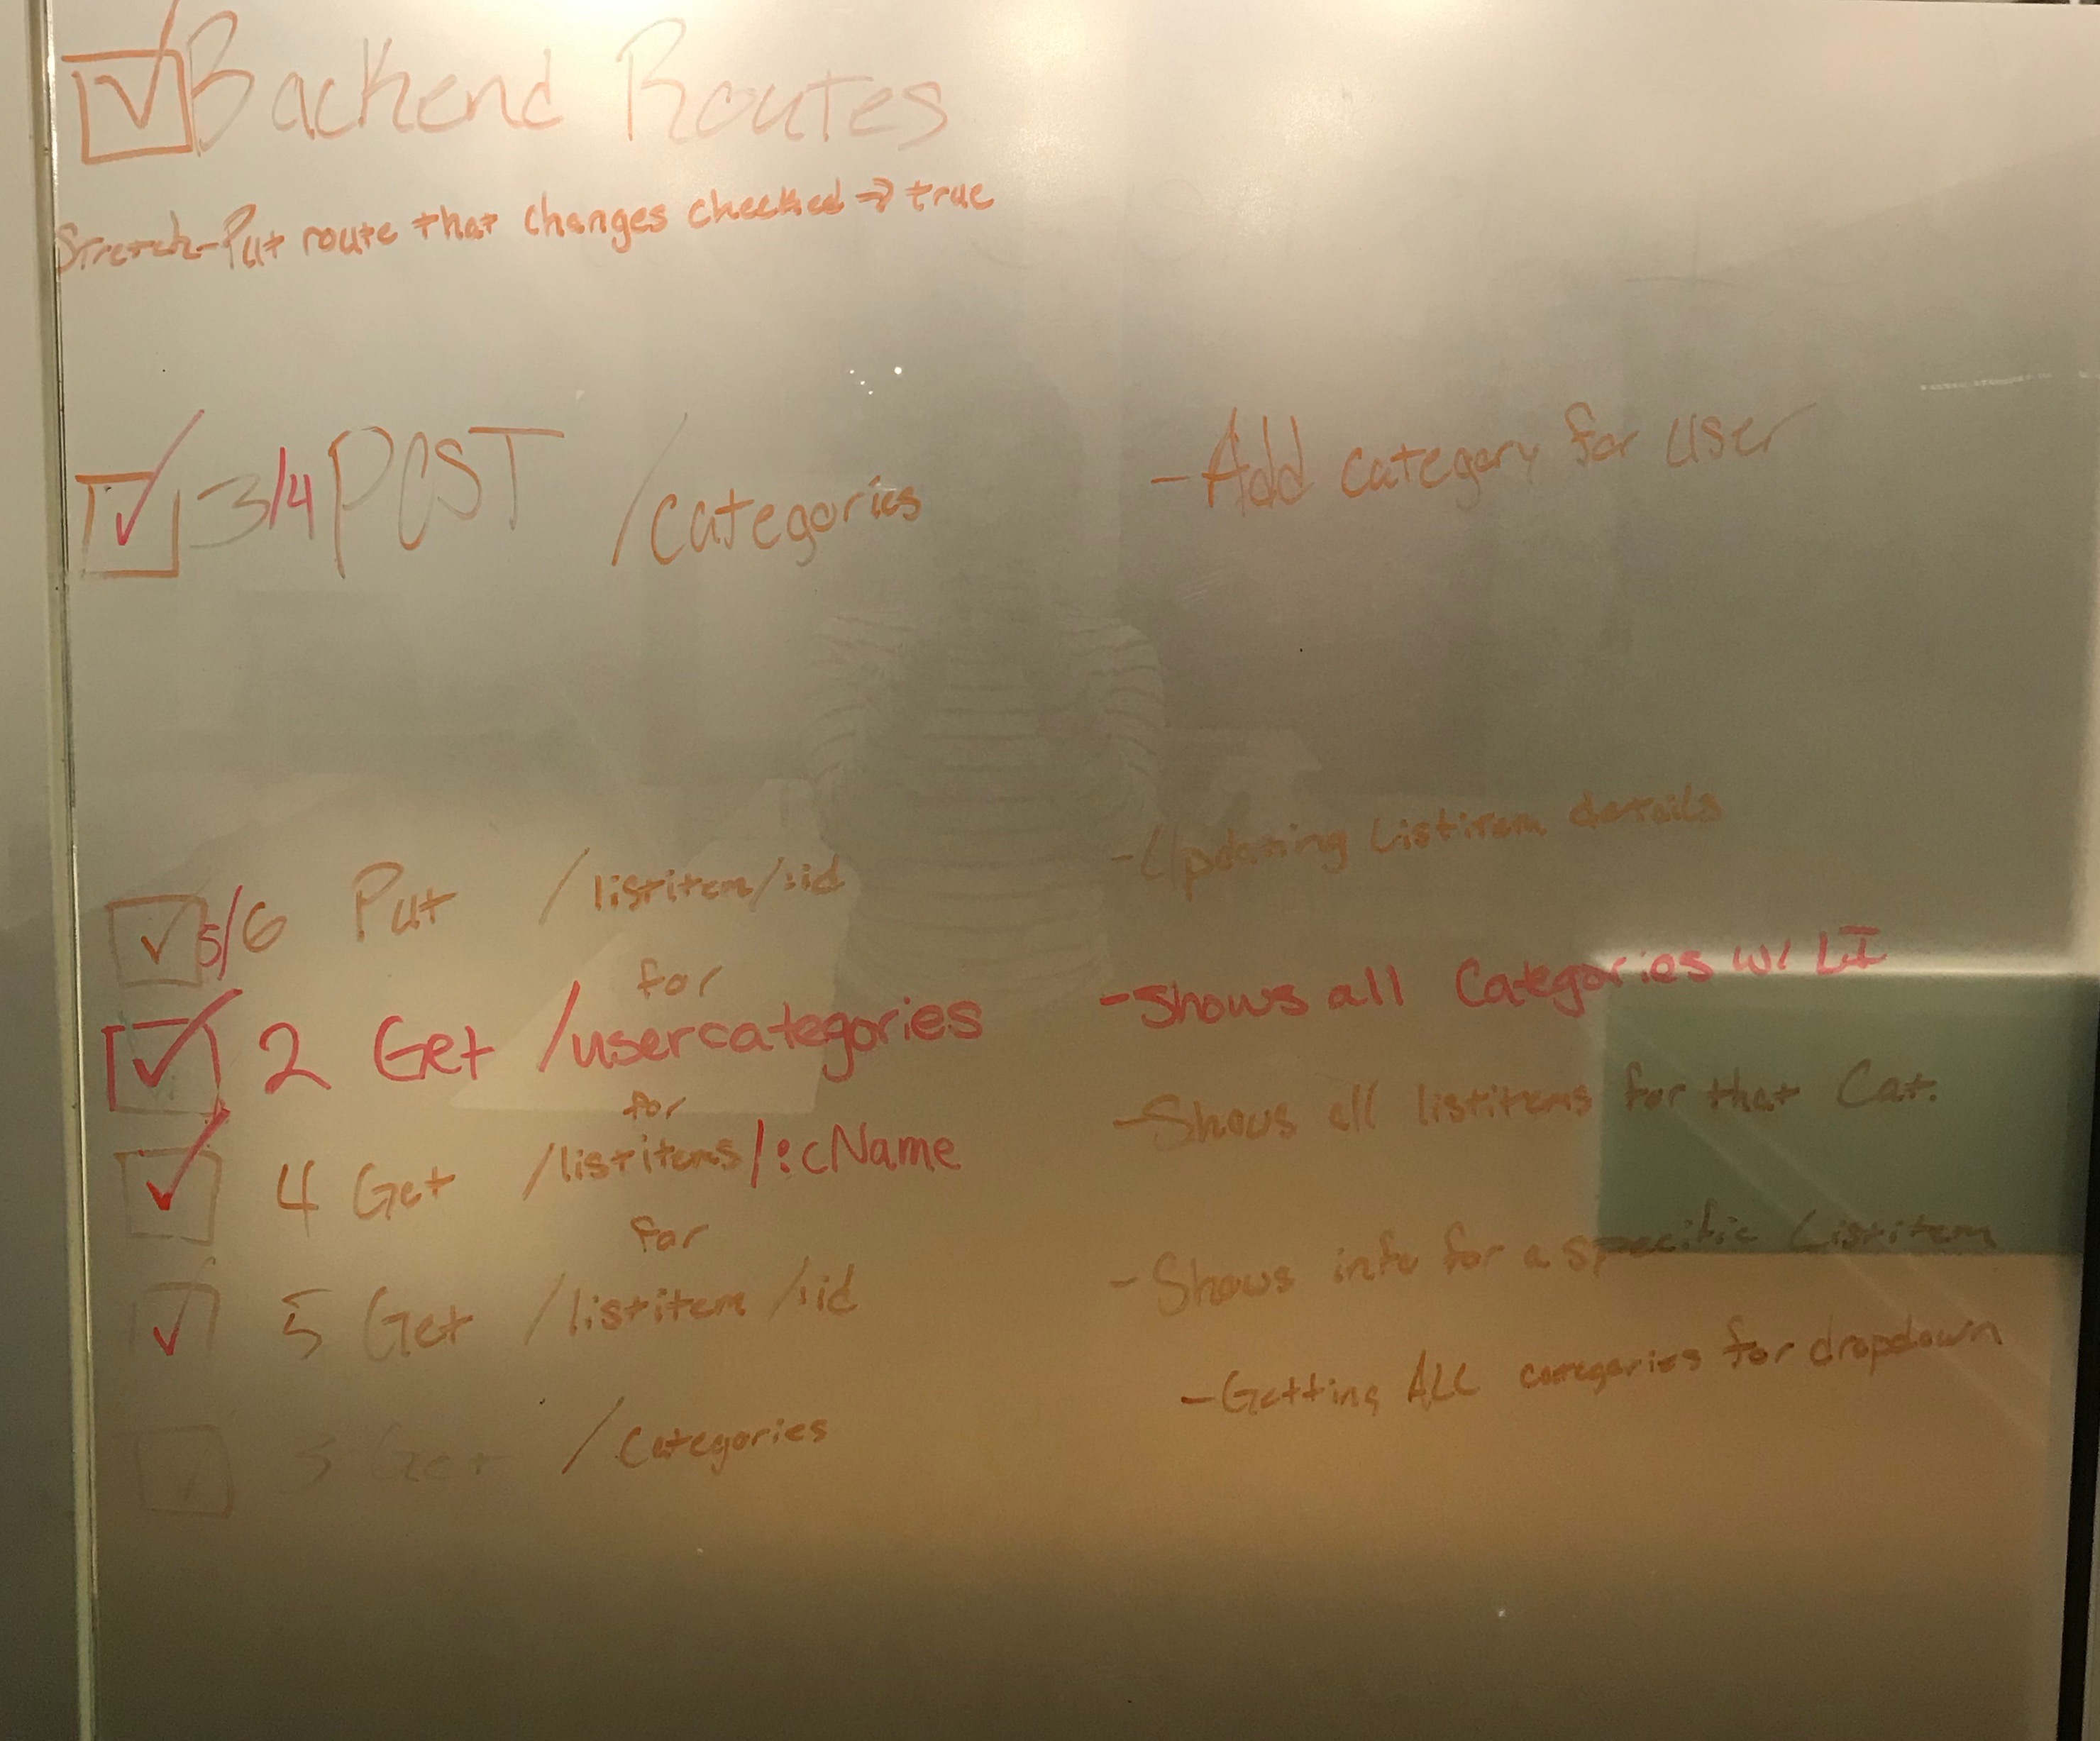 Backend Routes
Stretch-Put route that changes checked → true
3/4 POST /categories - Add category for user
5/6 Put /listitem/:id - Updating Listitem details
for
2 Get /usercategories - Shows all Categories w/ LI
for
4 Get /listitems/:cName - Shows all listitems for that Cat.
for
5 Get /listitem/:id - Shows info for a specific Listitem
3 Get /Categories - Getting ALL categories for dropdown